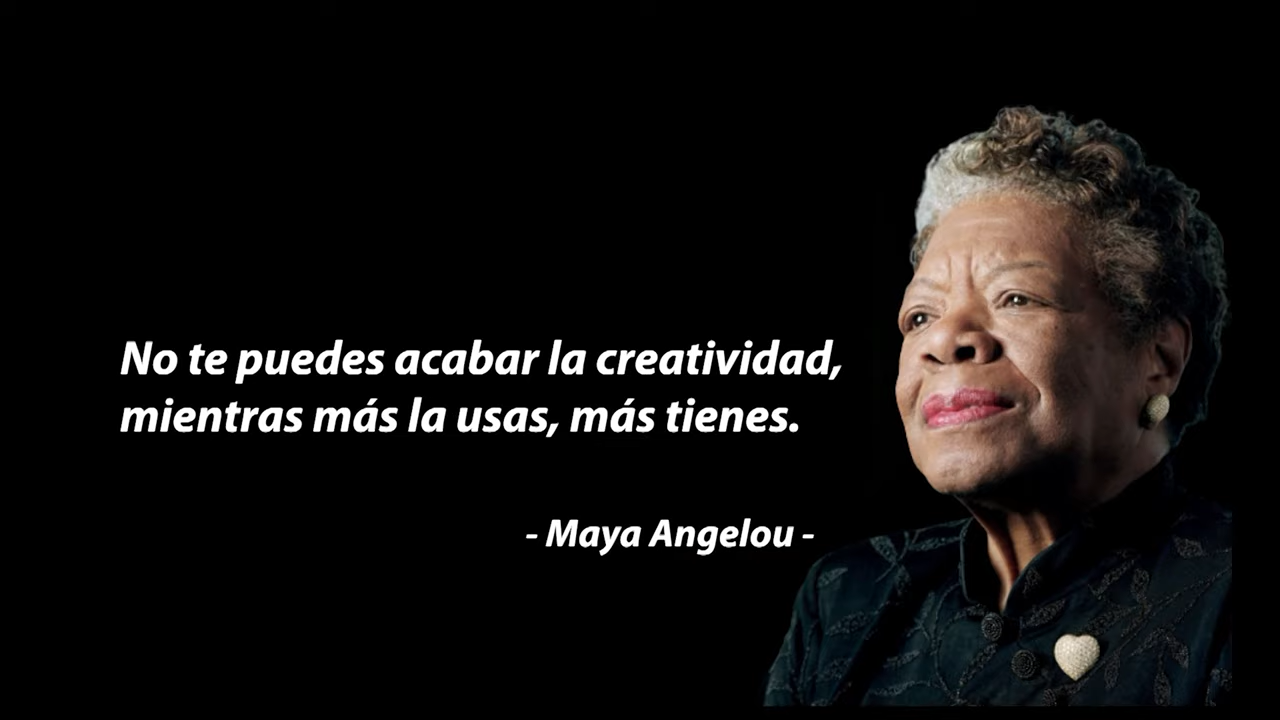 No te puedes acabar la creatividad,
mientras más la usas, más tienes.
- Maya Angelou -